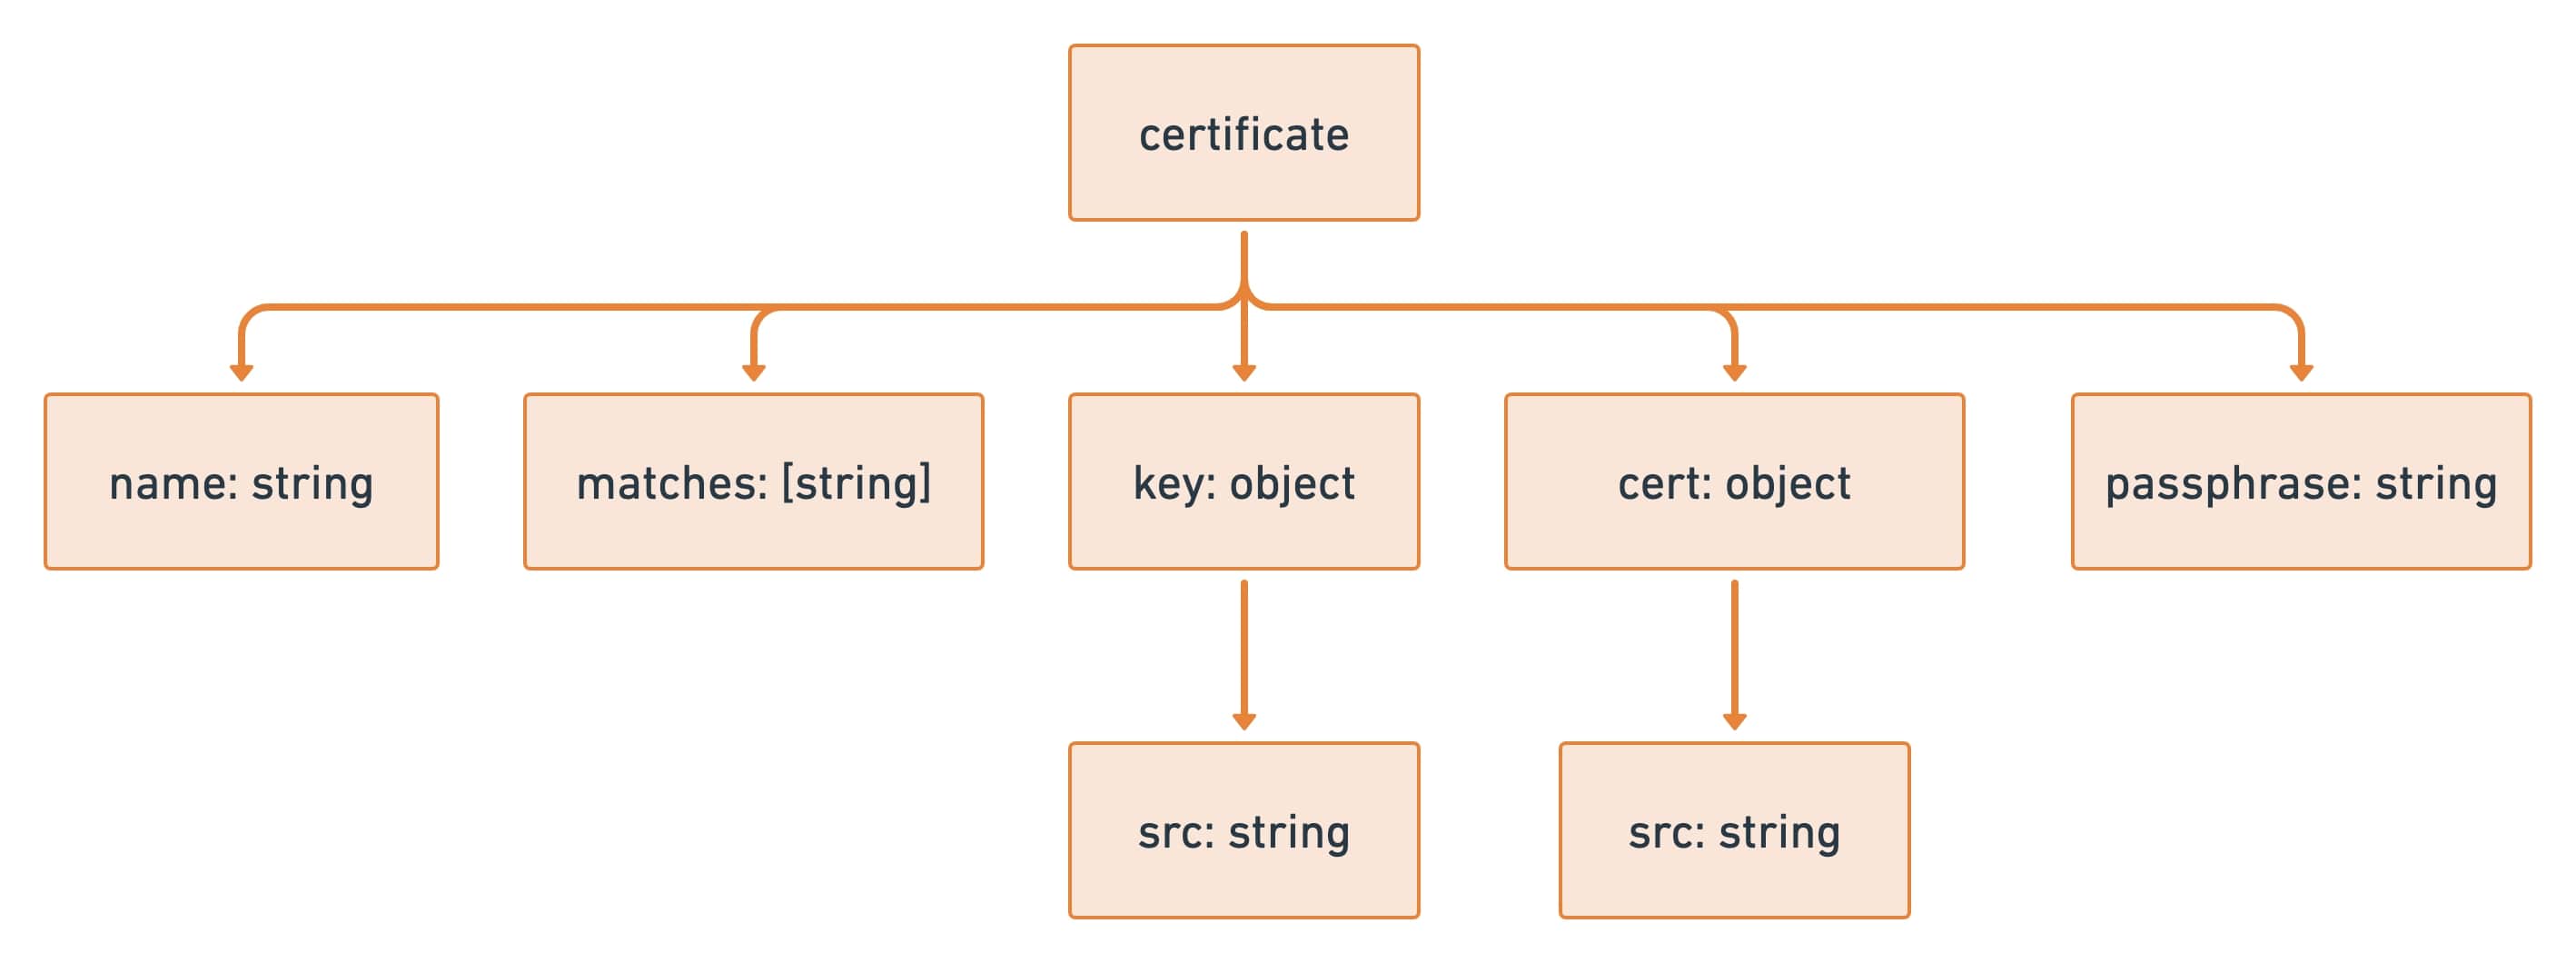 certificate
name: string
matches: [string]
key: object
cert: object
passphrase: string
src: string
src: string